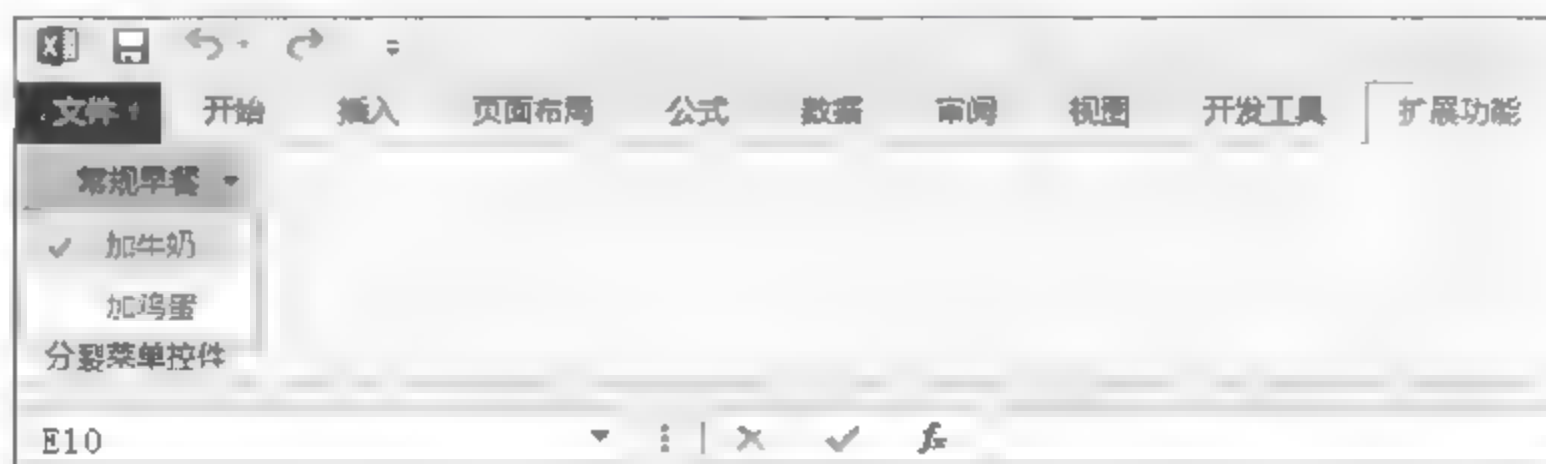 文件 开始 插入 页面布局 公式 数据 审阅 视图 开发工具 扩展功能
常规早餐
加牛奶
加鸡蛋
分裂菜单控件
E10 fx